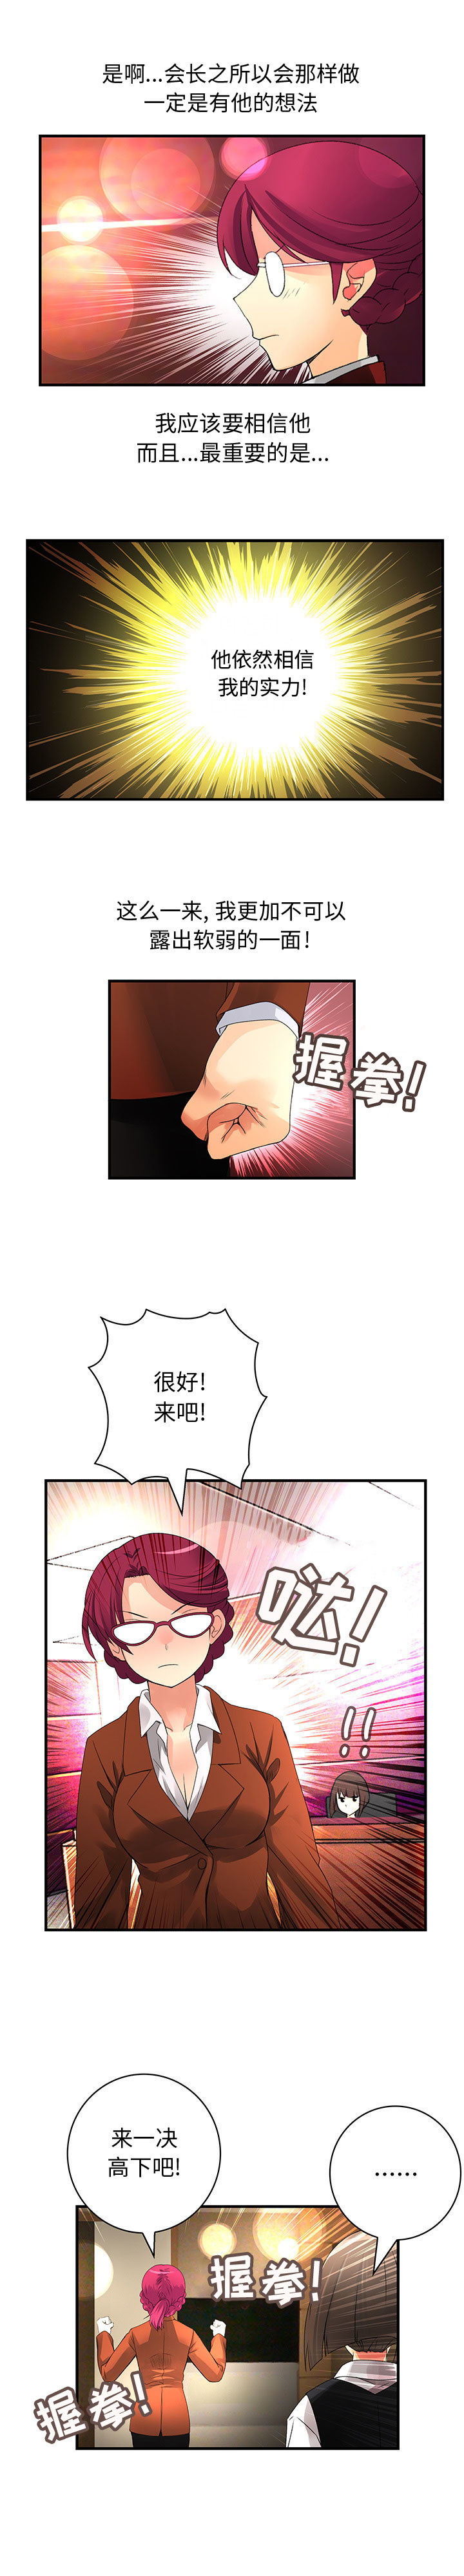 是啊...会长之所以会那样做
一定是有他的想法
我应该要相信他
而且...最重要的是...
他依然相信
我的实力!
这么一来, 我更加不可以
露出软弱的一面!
握拳!
很好!
来吧!
哒!
!!
来一决
高下吧!
......
握拳!
握拳!